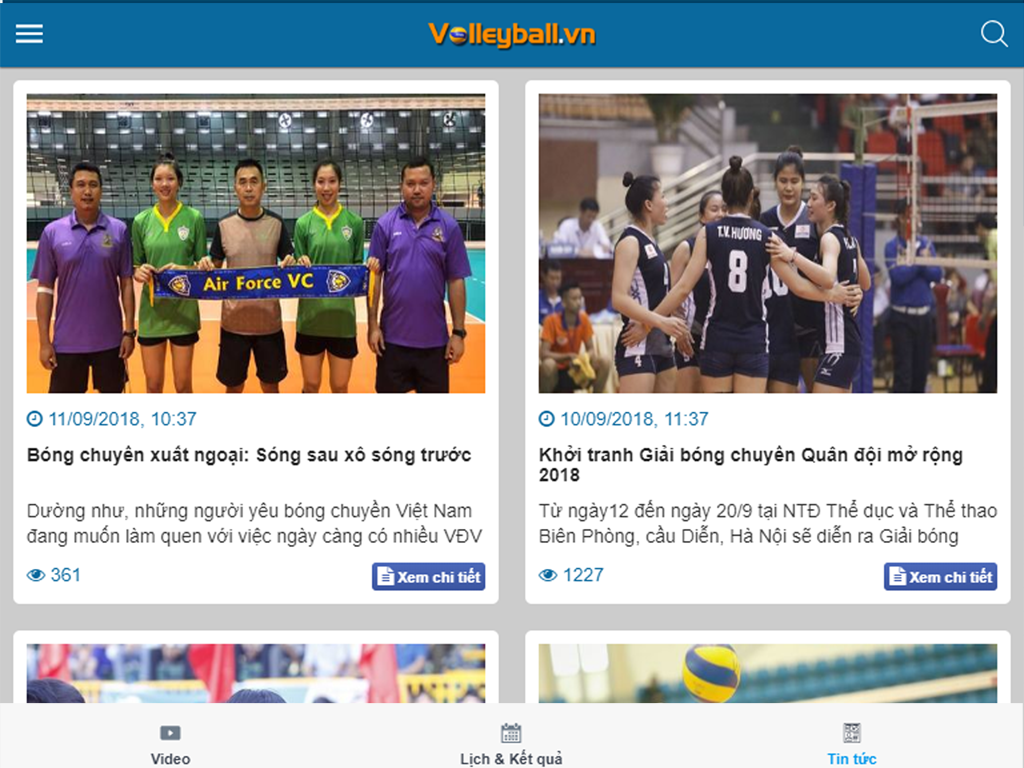 Volleyball.vn
Air Force VC
T.V. HƯƠNG
8
4
11/09/2018, 10:37
10/09/2018, 11:37
Bóng chuyền xuất ngoại: Sóng sau xô sóng trước
Khởi tranh Giải bóng chuyền Quân đội mở rộng
2018
Dường như, những người yêu bóng chuyền Việt Nam
đang muốn làm quen với việc ngày càng có nhiều VĐV
Từ ngày12 đến ngày 20/9 tại NTĐ Thể dục và Thể thao
Biên Phòng, cầu Diễn, Hà Nội sẽ diễn ra Giải bóng
361
Xem chi tiết
1227
Xem chi tiết
Video
Lịch & Kết quả
Tin tức